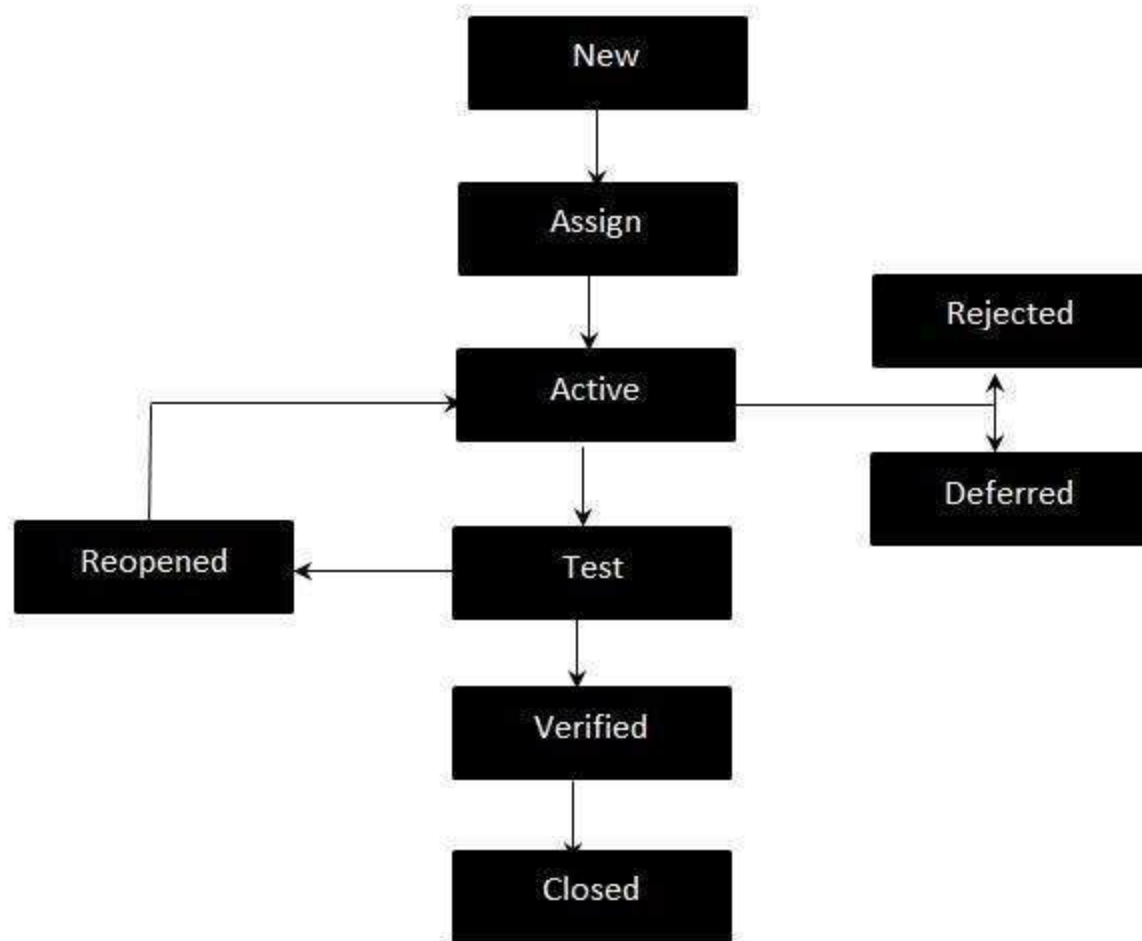 New
Assign
Rejected
Active
Deferred
Reopened
Test
Verified
Closed